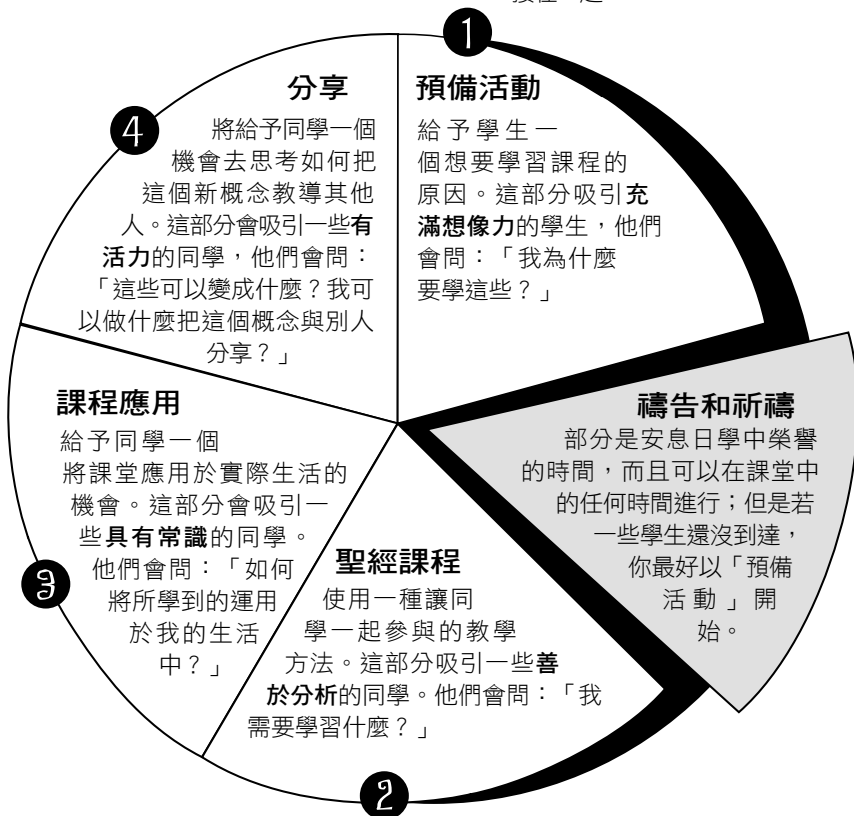 1
預備活動
給予學生一
個想要學習課程的
原因。這部分吸引充
滿想像力的學生，他們
會問：「我為什麼
要學這些？」
禱告和祈禱
部分是安息日學中榮譽
的時間，而且可以在課堂中
的任何時間進行；但是若
一些學生還沒到達，
你最好以「預備
活動」開
始。
2
聖經課程
使用一種讓同
學一起參與的教學
方法。這部分吸引一些善
於分析的同學。他們會問：「我
需要學習什麼？」
3
課程應用
給予同學一個
將課堂應用於實際生活的
機會。這部分會吸引一
些具有常識的同學。
他們會問：「如何
將所學到的運用
於我的生活
中？」
4
分享
將給予同學一個
機會去思考如何把
這個新概念教導其他
人。這部分會吸引一些有
活力的同學，他們會問：
「這些可以變成什麼？我可
以做什麼把這個概念與別人
分享？」